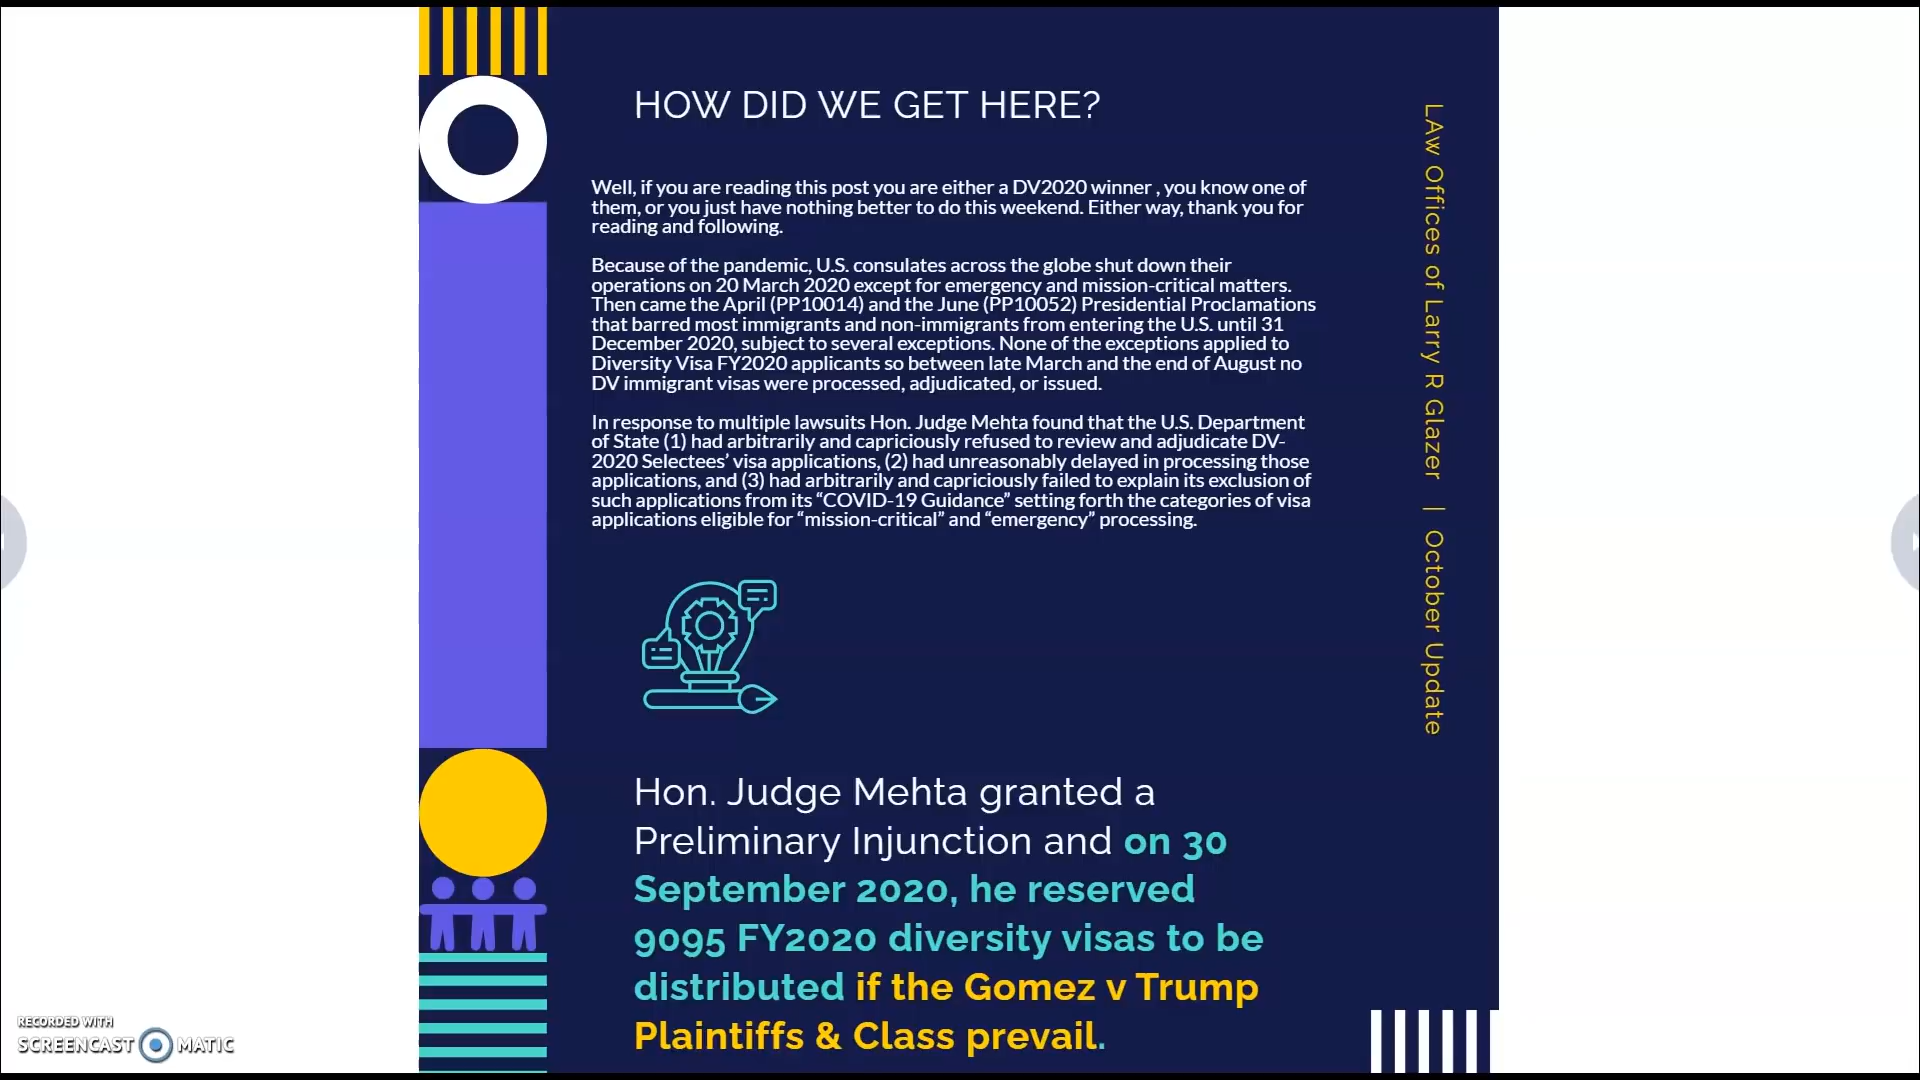 HOW DID WE GET HERE?
Well, if you are reading this post you are either a DV2020 winner , you know one of
them, or you just have nothing better to do this weekend. Either way, thank you for
reading and following.
Because of the pandemic, U.S. consulates across the globe shut down their
operations on 20 March 2020 except for emergency and mission-critical matters.
Then came the April (PP10014) and the June (PP10052) Presidential Proclamations
that barred most immigrants and non-immigrants from entering the U.S. until 31
December 2020, subject to several exceptions. None of the exceptions applied to
Diversity Visa FY2020 applicants so between late March and the end of August no
DV immigrant visas were processed, adjudicated, or issued.
In response to multiple lawsuits Hon. Judge Mehta found that the U.S. Department
of State (1) had arbitrarily and capriciously refused to review and adjudicate DV-
2020 Selectees’ visa applications, (2) had unreasonably delayed in processing those
applications, and (3) had arbitrarily and capriciously failed to explain its exclusion of
such applications from its “COVID-19 Guidance” setting forth the categories of visa
applications eligible for “mission-critical” and “emergency” processing.
Hon. Judge Mehta granted a
Preliminary Injunction and on 30
September 2020, he reserved
9095 FY2020 diversity visas to be
distributed if the Gomez v Trump
Plaintiffs & Class prevail.
LAw Offices of Larry R Glazer | October Update
RECORDED WITH
SCREENCAST MATIC